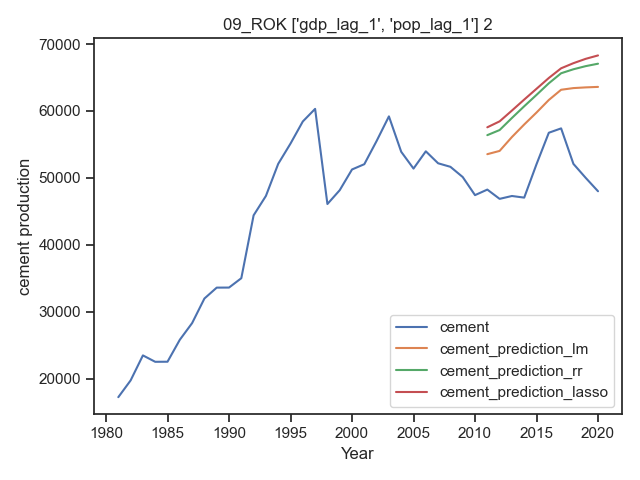 09_ROK ['gdp_lag_1', 'pop_lag_1'] 2
70000
60000
50000
40000
30000
20000
cement production
1980 1985 1990 1995 2000 2005 2010 2015 2020
Year
cement
cement_prediction_lm
cement_prediction_rr
cement_prediction_lasso